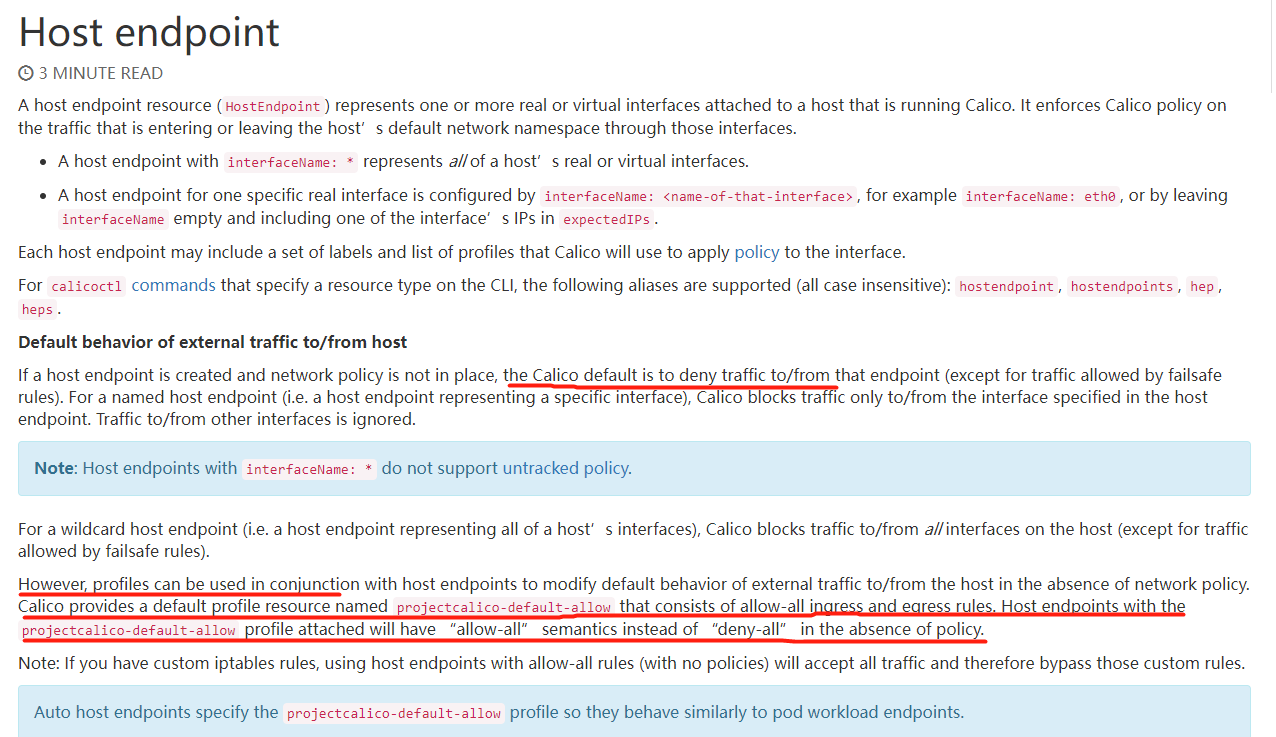 Host endpoint
3 MINUTE READ
A host endpoint resource (HostEndpoint) represents one or more real or virtual interfaces attached to a host that is running Calico. It enforces Calico policy on
the traffic that is entering or leaving the host’s default network namespace through those interfaces.
• A host endpoint with interfaceName: * represents all of a host’s real or virtual interfaces.
• A host endpoint for one specific real interface is configured by interfaceName: <name-of-that-interface>, for example interfaceName: eth0, or by leaving
interfaceName empty and including one of the interface’s IPs in expectedIPs.
Each host endpoint may include a set of labels and list of profiles that Calico will use to apply policy to the interface.
For calicoctl commands that specify a resource type on the CLI, the following aliases are supported (all case insensitive): hostendpoint, hostendpoints, hep,
heps.
Default behavior of external traffic to/from host
If a host endpoint is created and network policy is not in place, the Calico default is to deny traffic to/from that endpoint (except for traffic allowed by failsafe
rules). For a named host endpoint (i.e. a host endpoint representing a specific interface), Calico blocks traffic only to/from the interface specified in the host
endpoint. Traffic to/from other interfaces is ignored.
Note: Host endpoints with interfaceName: * do not support untracked policy.
For a wildcard host endpoint (i.e. a host endpoint representing all of a host’s interfaces), Calico blocks traffic to/from all interfaces on the host (except for traffic
allowed by failsafe rules).
However, profiles can be used in conjunction with host endpoints to modify default behavior of external traffic to/from the host in the absence of network policy.
Calico provides a default profile resource named projectcalico-default-allow that consists of allow-all ingress and egress rules. Host endpoints with the
projectcalico-default-allow profile attached will have “allow-all” semantics instead of “deny-all” in the absence of policy.
Note: If you have custom iptables rules, using host endpoints with allow-all rules (with no policies) will accept all traffic and therefore bypass those custom rules.
Auto host endpoints specify the projectcalico-default-allow profile so they behave similarly to pod workload endpoints.